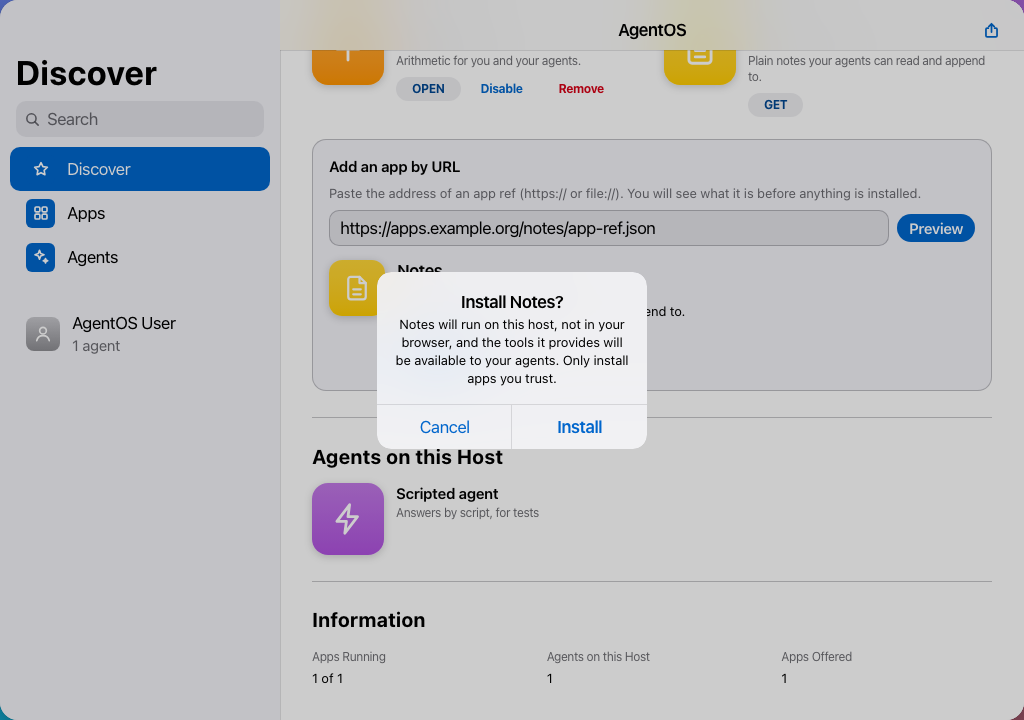 AgentOS
Discover
Search
Discover
Apps
Agents
AgentOS User
1 agent
Arithmetic for you and your agents.
OPEN
Disable
Remove
Plain notes your agents can read and append
to.
GET
Add an app by URL
Paste the address of an app ref (https:// or file://). You will see what it is before anything is installed.
https://apps.example.org/notes/app-ref.json
Preview
Notes
to.
Install Notes?
Notes will run on this host, not in your
browser, and the tools it provides will
be available to your agents. Only install
apps you trust.
Cancel
Install
Agents on this Host
Scripted agent
Answers by script, for tests
Information
Apps Running
1 of 1
Agents on this Host
1
Apps Offered
1